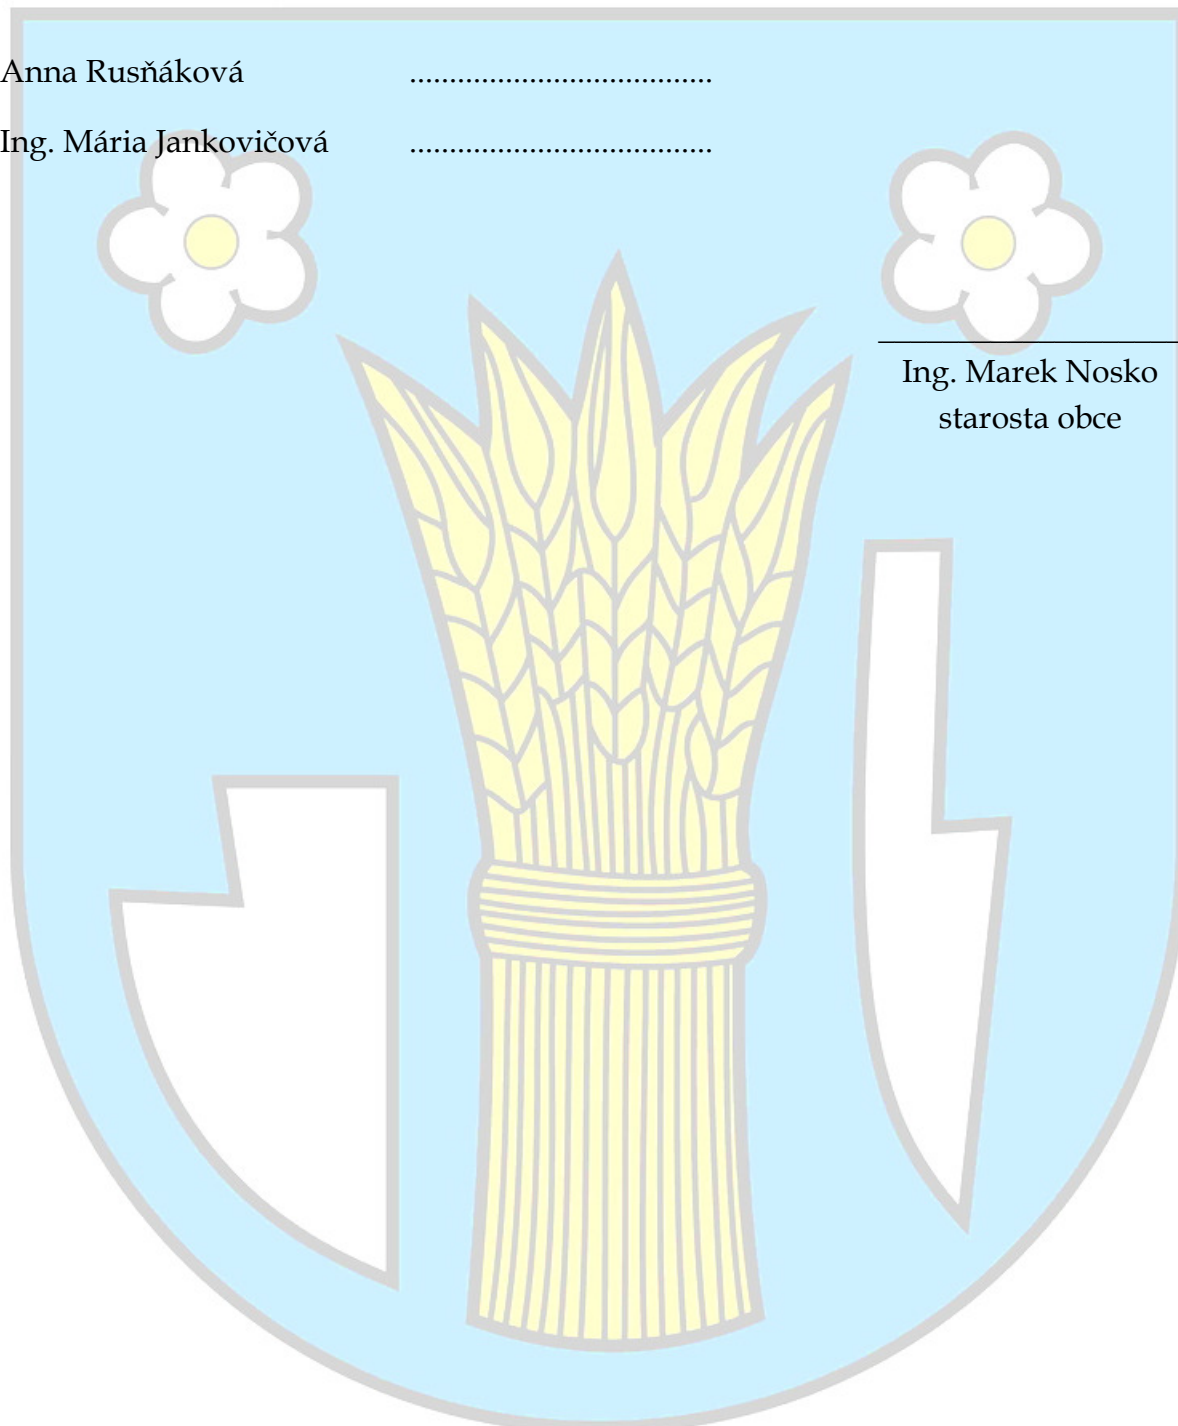 Anna Rusňáková .....................................
Ing. Mária Jankovičová .....................................
Ing. Marek Nosko
starosta obce